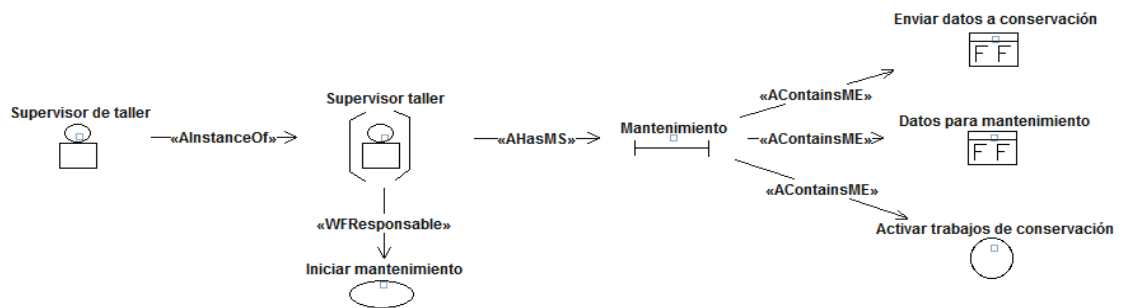 Enviar datos a conservación
F F
Supervisor de taller
Supervisor taller
«AContainsME»
«AInstanceOf»
«AHasMS»
Mantenimiento
«AContainsME»
Datos para mantenimiento
F F
«AContainsME»
«WFResponsable»
Activar trabajos de conservación
Iniciar mantenimiento